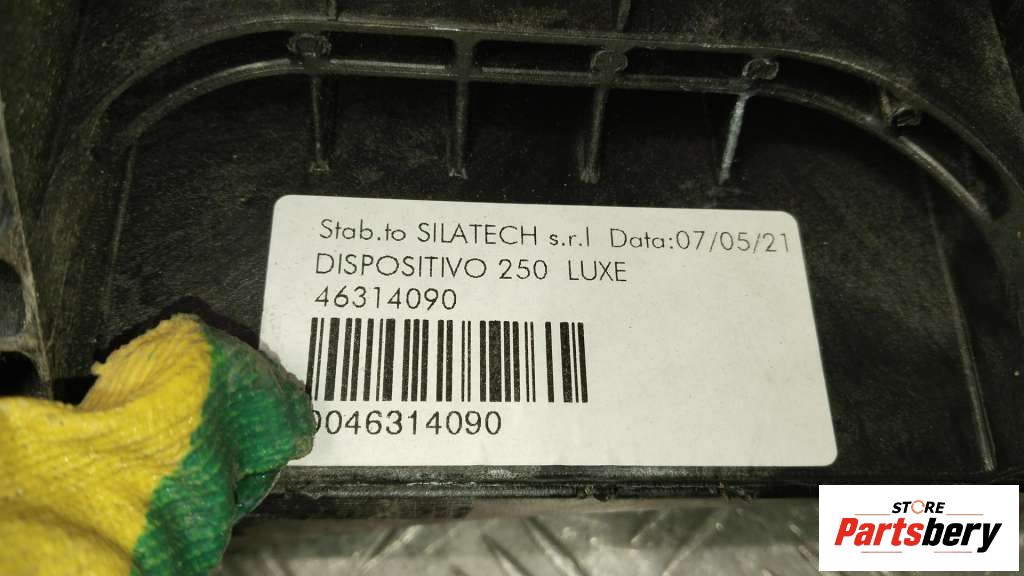 Stab.to SILATECH s.r.l Data:07/05/21
DISPOSITIVO 250 LUXE
46314090
0046314090
STORE
Partsbery